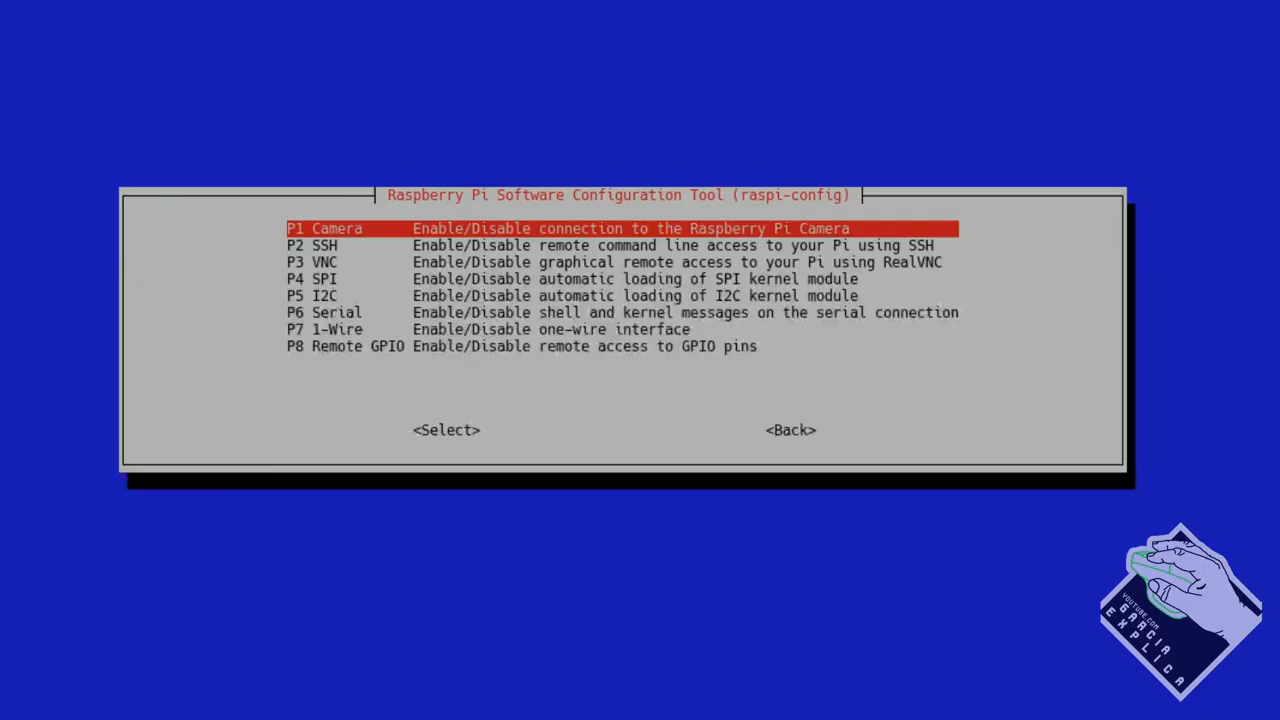 Raspberry Pi Software Configuration Tool (raspi-config)
P1 Camera Enable/Disable connection to the Raspberry Pi Camera
P2 SSH Enable/Disable remote command line access to your Pi using SSH
P3 VNC Enable/Disable graphical remote access to your Pi using RealVNC
P4 SPI Enable/Disable automatic loading of SPI kernel module
P5 I2C Enable/Disable automatic loading of I2C kernel module
P6 Serial Enable/Disable shell and kernel messages on the serial connection
P7 1-Wire Enable/Disable one-wire interface
P8 Remote GPIO Enable/Disable remote access to GPIO pins
<Select> <Back>
YOUTUBE.COM
GARCIA
EXPLICA